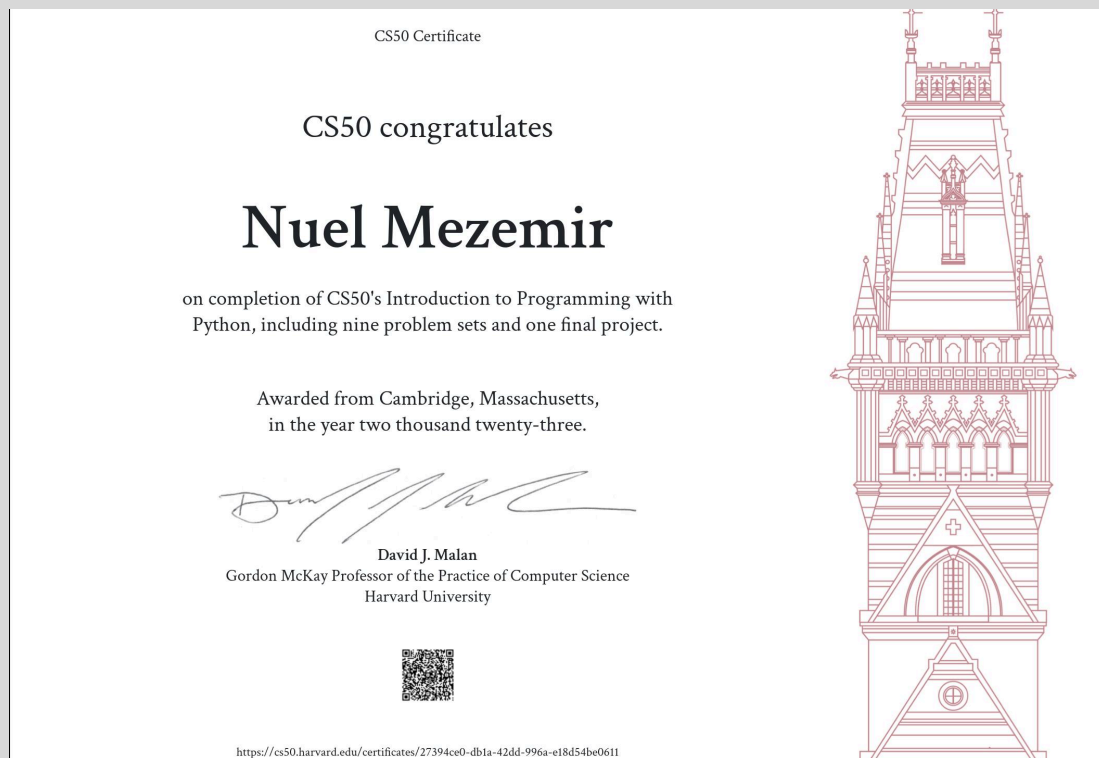 CS50 Certificate
CS50 congratulates
Nuel Mezemir
on completion of CS50's Introduction to Programming with
Python, including nine problem sets and one final project.
Awarded from Cambridge, Massachusetts,
in the year two thousand twenty-three.
David J. Malan
Gordon McKay Professor of the Practice of Computer Science
Harvard University
https://cs50.harvard.edu/certificates/27394ce0-db1a-42dd-996a-e18d54be0611